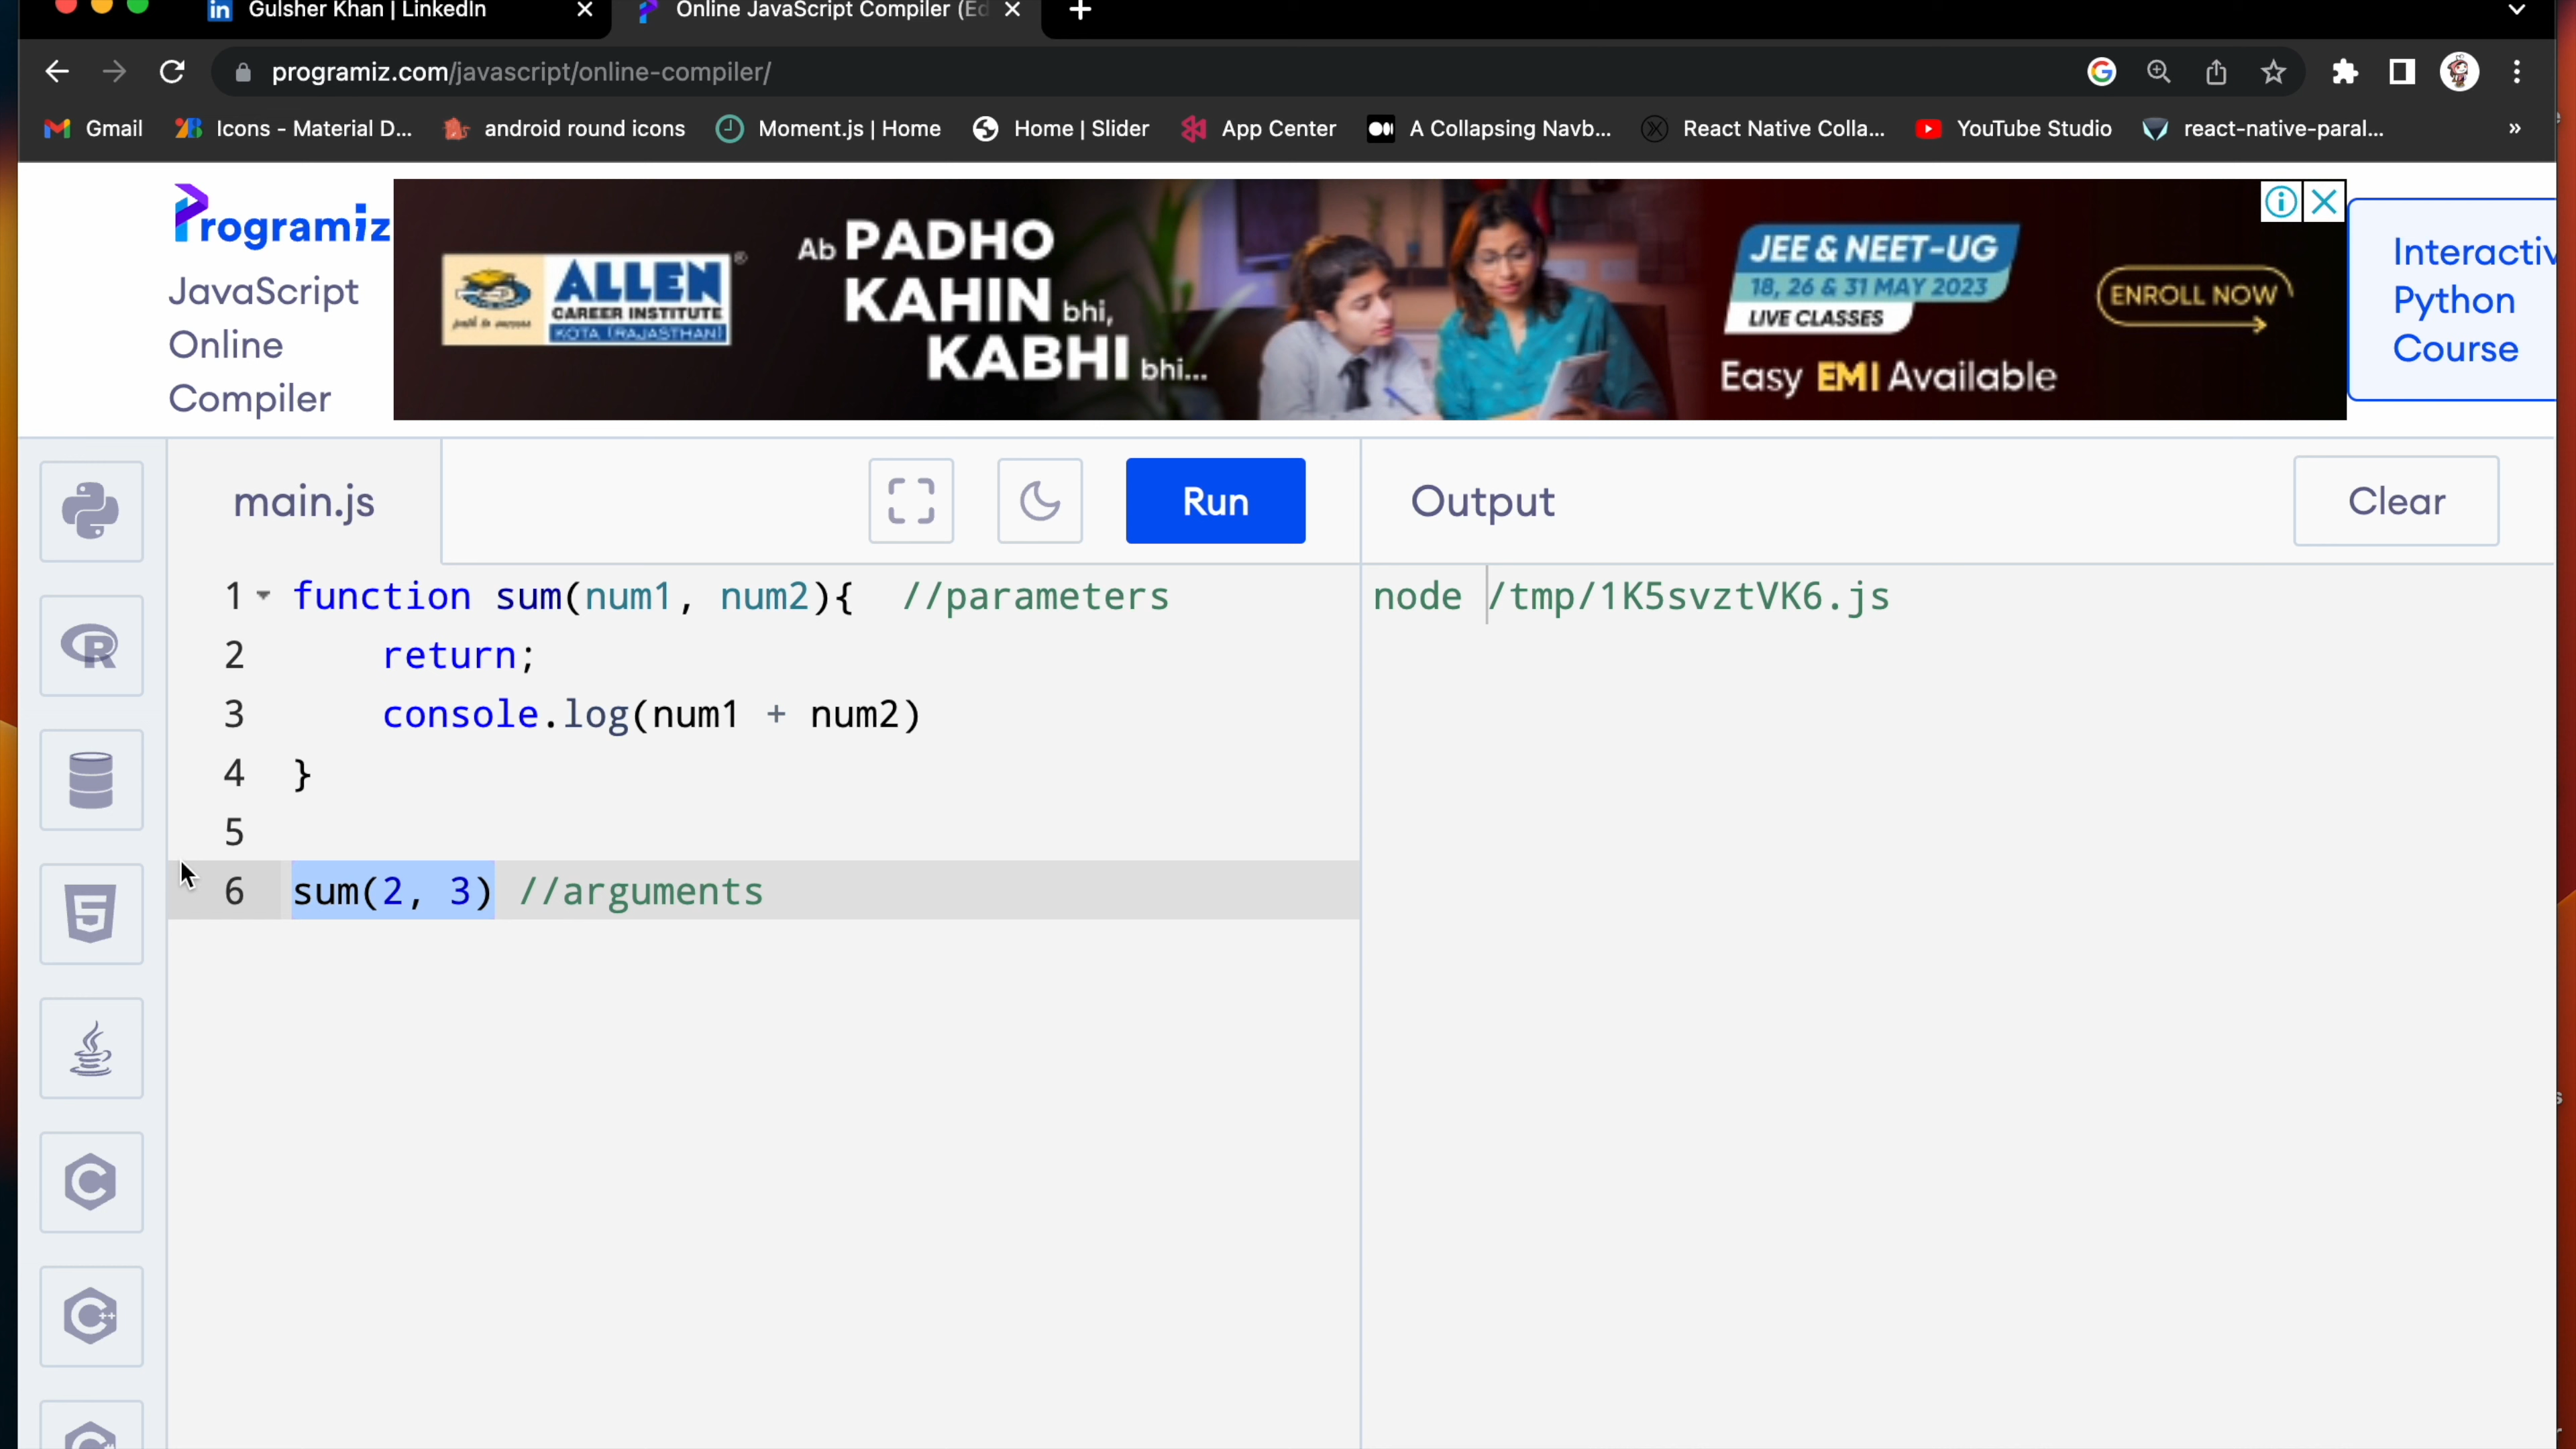 Gulsher Khan | LinkedIn
Online JavaScript Compiler (Ed
programiz.com/javascript/online-compiler/
Gmail
Icons - Material D...
android round icons
Moment.js | Home
Home | Slider
App Center
A Collapsing Navb...
React Native Colla...
YouTube Studio
react-native-paral...
»
Programiz
JavaScript
Online
Compiler
ALLEN
CAREER INSTITUTE
KOTA (RAJASTHAN)
Ab PADHO
KAHIN bhi,
KABHI bhi...
JEE & NEET-UG
18, 26 & 31 MAY 2023
LIVE CLASSES
Easy EMI Available
ENROLL NOW
Interactiv
Python
Course
main.js
Run
Output
Clear
1 function sum(num1, num2){ //parameters
2 return;
3 console.log(num1 + num2)
4 }
5
6 sum(2, 3) //arguments
node /tmp/1K5svztVK6.js